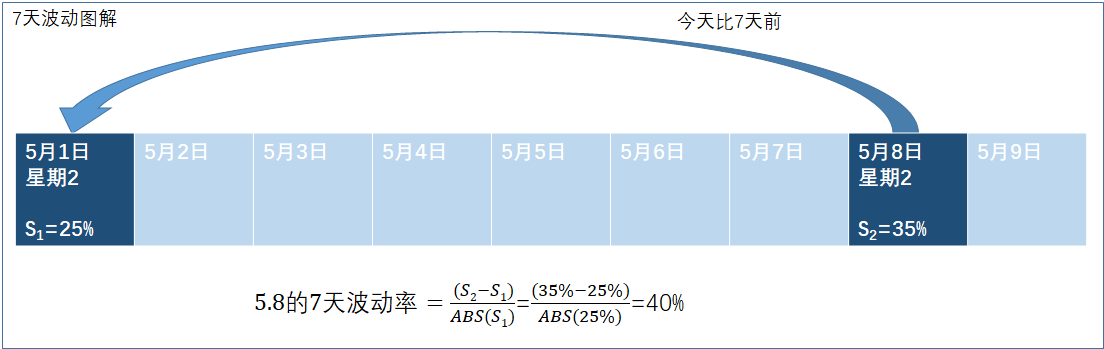 7天波动图解
今天比7天前
5月1日
星期2
S₁=25%
5月2日
5月3日
5月4日
5月5日
5月6日
5月7日
5月8日
星期2
S₂=35%
5月9日
5.8的7天波动率 = (S₂−S₁)/ABS(S₁)=(35%−25%)/ABS(25%)=40%